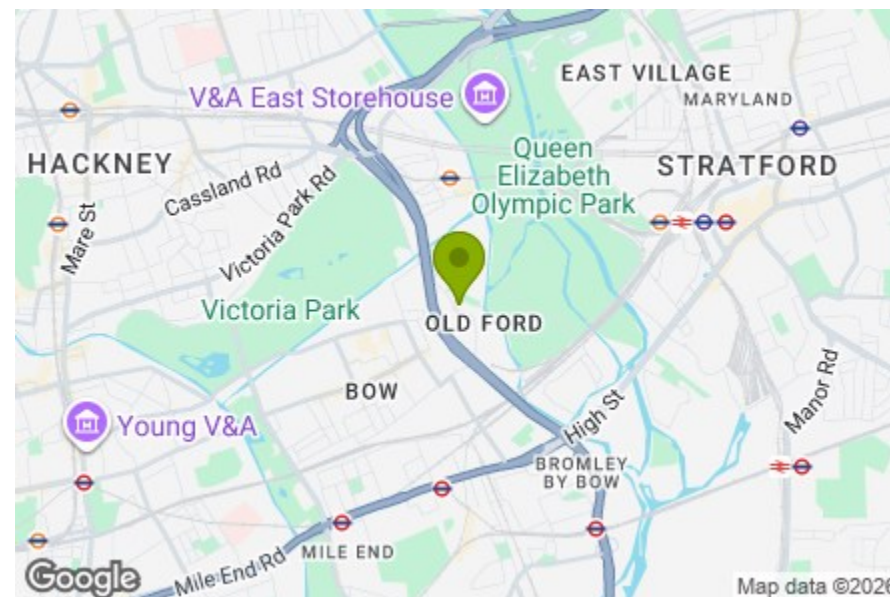 EAST VILLAGE
V&A East Storehouse
MARYLAND
HACKNEY
Cassland Rd
Victoria Park Rd
Queen
Elizabeth
Olympic Park
STRATFORD
Mare St
Victoria Park
OLD FORD
BOW
Manor Rd
Young V&A
High St
BROMLEY
BY BOW
MILE END
Mile End Rd
Google
Map data ©2026